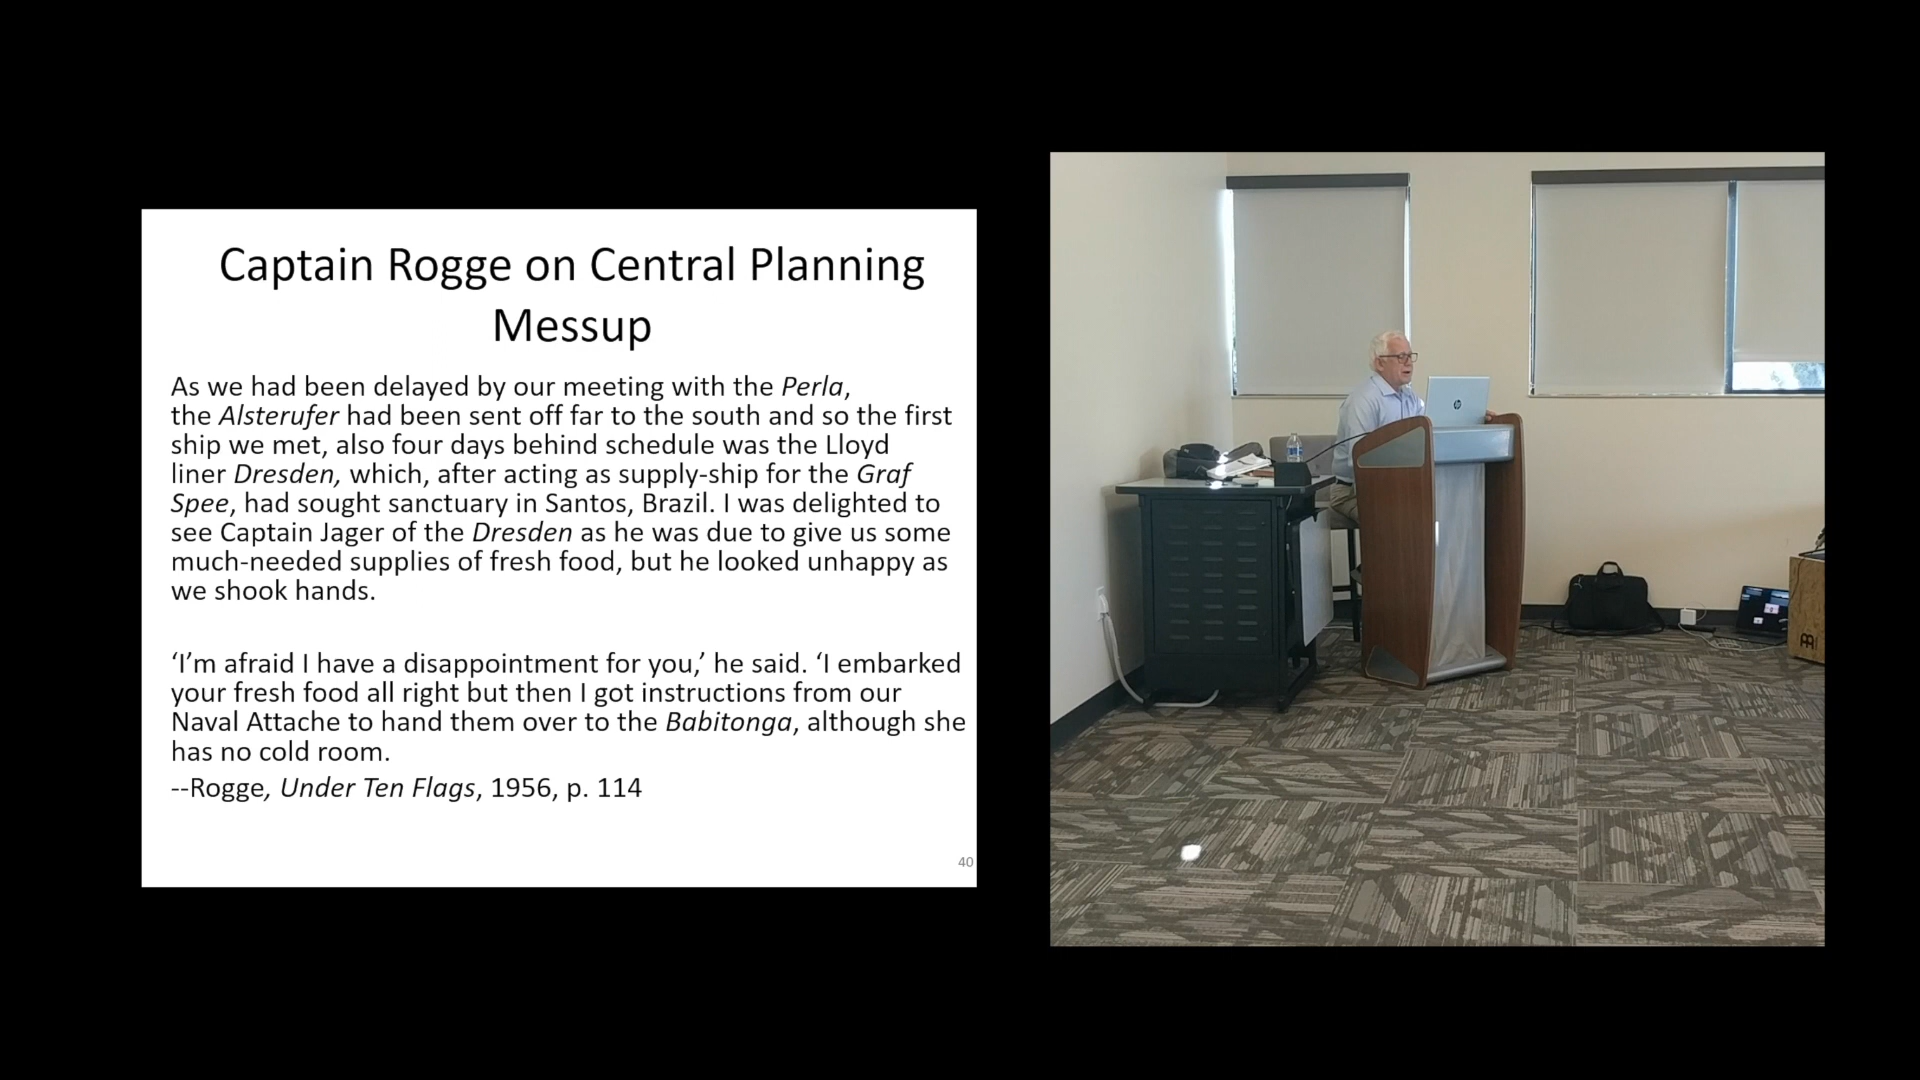 Captain Rogge on Central Planning
Messup
As we had been delayed by our meeting with the Perla,
the Alsterufer had been sent off far to the south and so the first
ship we met, also four days behind schedule was the Lloyd
liner Dresden, which, after acting as supply-ship for the Graf
Spee, had sought sanctuary in Santos, Brazil. I was delighted to
see Captain Jager of the Dresden as he was due to give us some
much-needed supplies of fresh food, but he looked unhappy as
we shook hands.
‘I’m afraid I have a disappointment for you,’ he said. ‘I embarked
your fresh food all right but then I got instructions from our
Naval Attache to hand them over to the Babitonga, although she
has no cold room.
--Rogge, Under Ten Flags, 1956, p. 114
40
hp